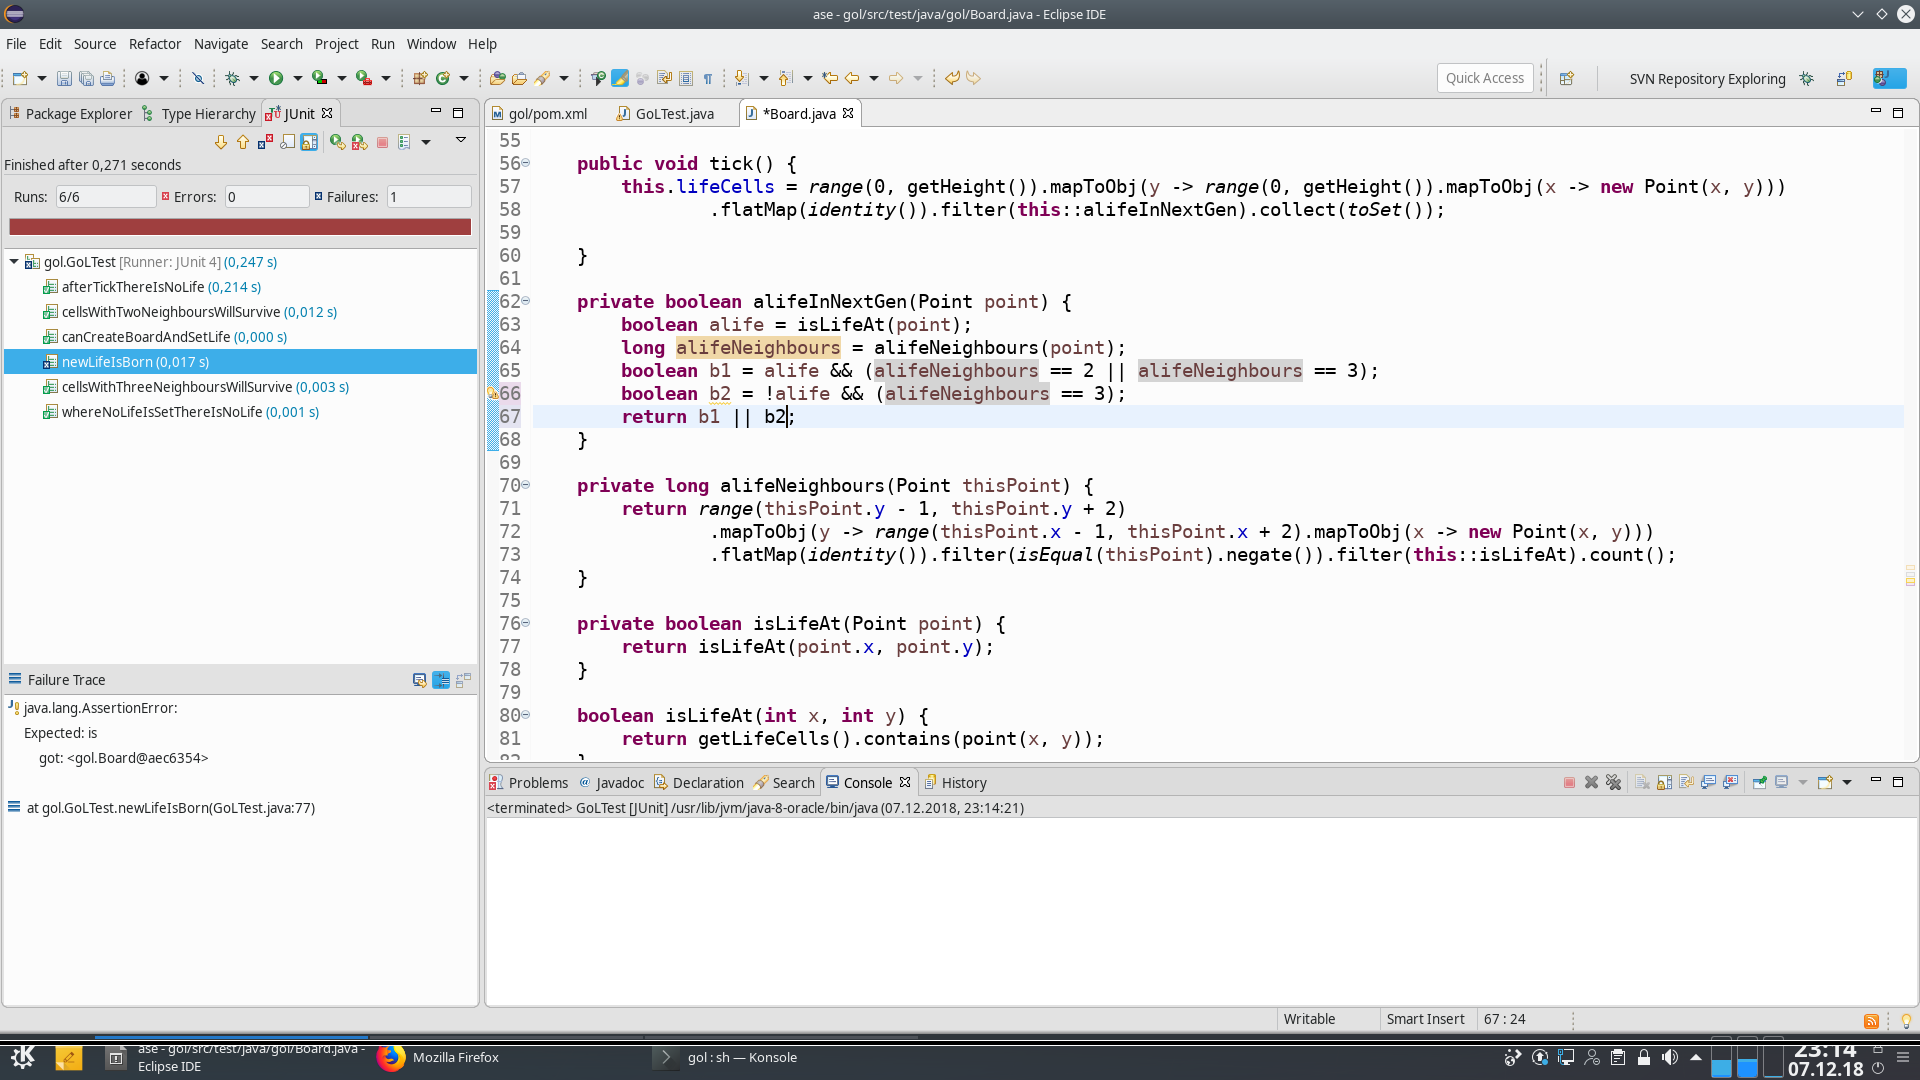 ase - gol/src/test/java/gol/Board.java - Eclipse IDE
File Edit Source Refactor Navigate Search Project Run Window Help
Quick Access
SVN Repository Exploring
Package Explorer Type Hierarchy JUnit
Finished after 0,271 seconds
Runs: 6/6 Errors: 0 Failures: 1
gol.GoLTest [Runner: JUnit 4] (0,247 s)
afterTickThereIsNoLife (0,214 s)
cellsWithTwoNeighboursWillSurvive (0,012 s)
canCreateBoardAndSetLife (0,000 s)
newLifeIsBorn (0,017 s)
cellsWithThreeNeighboursWillSurvive (0,003 s)
whereNoLifeIsSetThereIsNoLife (0,001 s)
Failure Trace
java.lang.AssertionError:
Expected: is
got: <gol.Board@aec6354>
at gol.GoLTest.newLifeIsBorn(GoLTest.java:77)
gol/pom.xml GoLTest.java *Board.java
55
56 public void tick() {
57 this.lifeCells = range(0, getHeight()).mapToObj(y -> range(0, getHeight()).mapToObj(x -> new Point(x, y)))
58 .flatMap(identity()).filter(this::alifeInNextGen).collect(toSet());
59
60 }
61
62 private boolean alifeInNextGen(Point point) {
63 boolean alife = isLifeAt(point);
64 long alifeNeighbours = alifeNeighbours(point);
65 boolean b1 = alife && (alifeNeighbours == 2 || alifeNeighbours == 3);
66 boolean b2 = !alife && (alifeNeighbours == 3);
67 return b1 || b2;
68 }
69
70 private long alifeNeighbours(Point thisPoint) {
71 return range(thisPoint.y - 1, thisPoint.y + 2)
72 .mapToObj(y -> range(thisPoint.x - 1, thisPoint.x + 2).mapToObj(x -> new Point(x, y)))
73 .flatMap(identity()).filter(isEqual(thisPoint).negate()).filter(this::isLifeAt).count();
74 }
75
76 private boolean isLifeAt(Point point) {
77 return isLifeAt(point.x, point.y);
78 }
79
80 boolean isLifeAt(int x, int y) {
81 return getLifeCells().contains(point(x, y));
82 }
Problems Javadoc Declaration Search Console History
<terminated> GoLTest [JUnit] /usr/lib/jvm/java-8-oracle/bin/java (07.12.2018, 23:14:21)
Writable Smart Insert 67 : 24
ase - gol/src/test/java/gol/Board.java - Eclipse IDE
Mozilla Firefox
gol : sh — Konsole
23:14
07.12.18